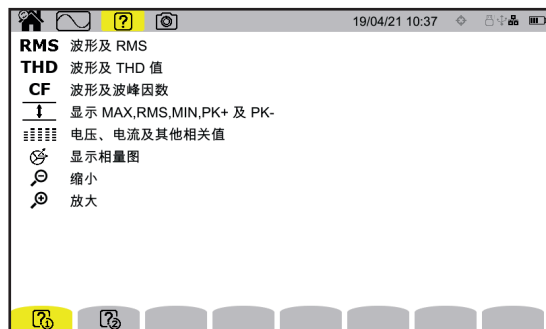 19/04/21 10:37
RMS 波形及 RMS
THD 波形及 THD 值
CF 波形及波峰因数
显示 MAX,RMS,MIN,PK+ 及 PK-
电压、电流及其他相关值
显示相量图
缩小
放大
? 1
? 2